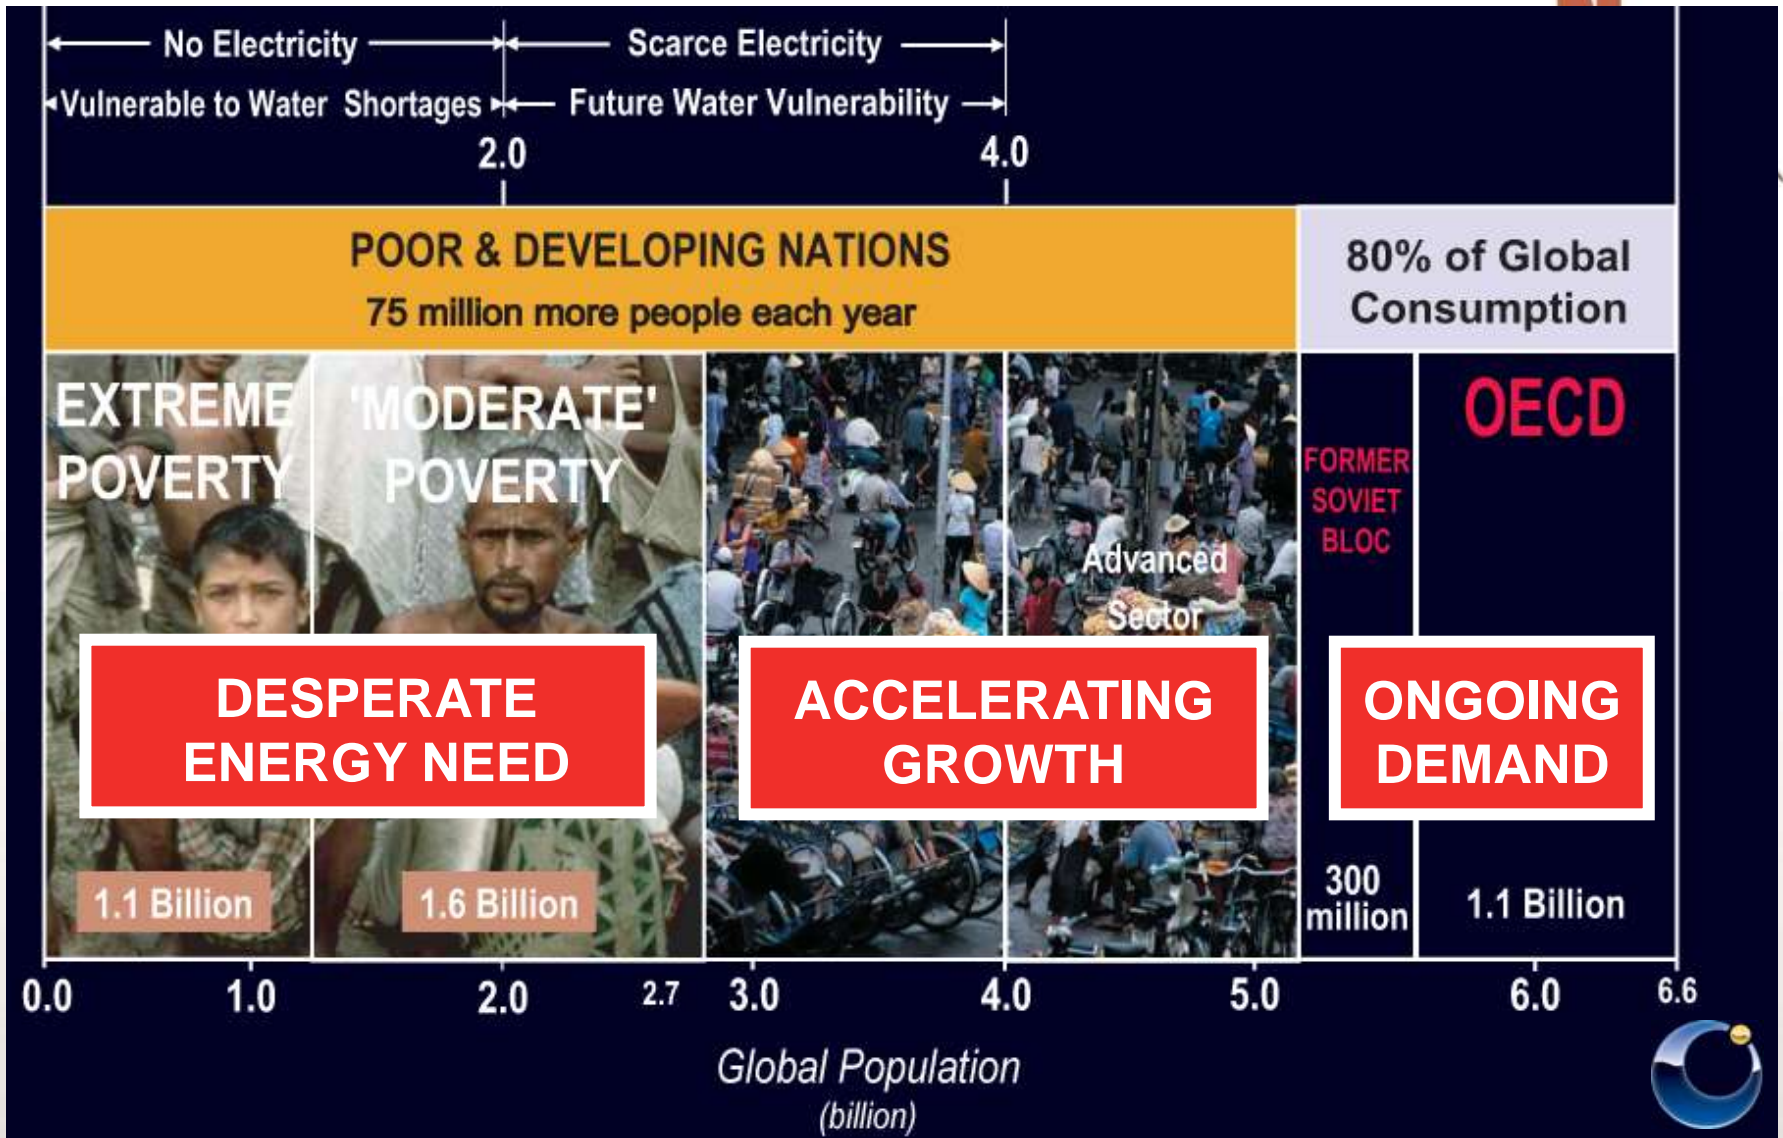 No Electricity
Scarce Electricity
Vulnerable to Water Shortages
Future Water Vulnerability
2.0
4.0
POOR & DEVELOPING NATIONS
75 million more people each year
80% of Global
Consumption
EXTREME
POVERTY
'MODERATE'
POVERTY
Advanced
Sector
FORMER
SOVIET
BLOC
OECD
DESPERATE
ENERGY NEED
ACCELERATING
GROWTH
ONGOING
DEMAND
1.1 Billion
1.6 Billion
300
million
1.1 Billion
0.0
1.0
2.0
2.7
3.0
4.0
5.0
6.0
6.6
Global Population
(billion)